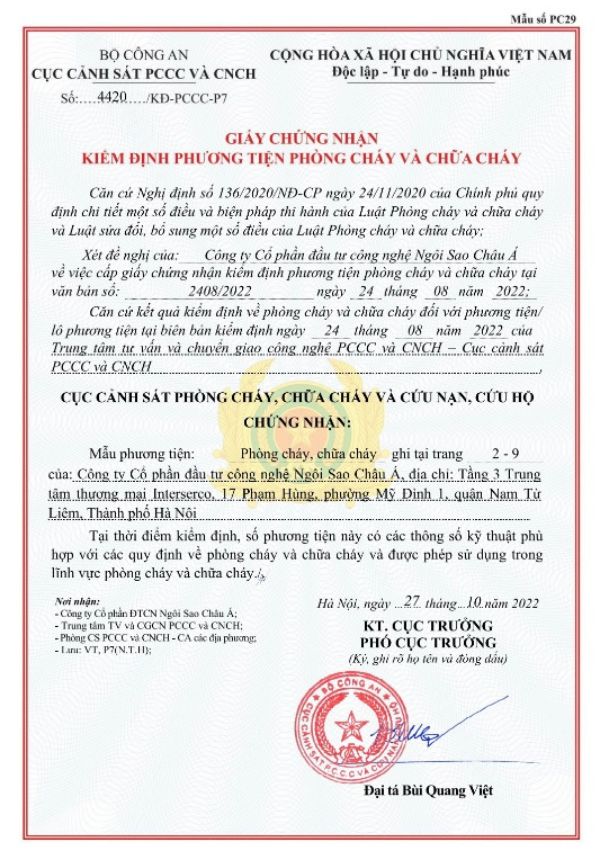 Mẫu số PC29
BỘ CÔNG AN
CỤC CẢNH SÁT PCCC VÀ CNCH
Số:.....4420...../KĐ-PCCC-P7
CỘNG HÒA XÃ HỘI CHỦ NGHĨA VIỆT NAM
Độc lập - Tự do - Hạnh phúc
GIẤY CHỨNG NHẬN
KIỂM ĐỊNH PHƯƠNG TIỆN PHÒNG CHÁY VÀ CHỮA CHÁY
Căn cứ Nghị định số 136/2020/NĐ-CP ngày 24/11/2020 của Chính phủ quy
định chi tiết một số điều và biện pháp thi hành của Luật Phòng cháy và chữa cháy
và Luật sửa đổi, bổ sung một số điều của Luật Phòng cháy và chữa cháy;
Xét đề nghị của: Công ty Cổ phần đầu tư công nghệ Ngôi Sao Châu Á
về việc cấp giấy chứng nhận kiểm định phương tiện phòng cháy và chữa cháy tại
văn bản số: 2408/2022 ngày 24 tháng 08 năm 2022;
Căn cứ kết quả kiểm định về phòng cháy và chữa cháy đối với phương tiện/
lô phương tiện tại biên bản kiểm định ngày 24 tháng 08 năm 2022 của
Trung tâm tư vấn và chuyển giao công nghệ PCCC và CNCH – Cục cảnh sát
PCCC và CNCH,
CỤC CẢNH SÁT PHÒNG CHÁY, CHỮA CHÁY VÀ CỨU NẠN, CỨU HỘ
CHỨNG NHẬN:
Mẫu phương tiện: Phòng cháy, chữa cháy ghi tại trang 2 - 9
của: Công ty Cổ phần đầu tư công nghệ Ngôi Sao Châu Á, địa chỉ: Tầng 3 Trung
tâm thương mại Interserco, 17 Phạm Hùng, phường Mỹ Đình 1, quận Nam Từ
Liêm, Thành phố Hà Nội
Tại thời điểm kiểm định, số phương tiện này có các thông số kỹ thuật phù
hợp với các quy định về phòng cháy và chữa cháy và được phép sử dụng trong
lĩnh vực phòng cháy và chữa cháy.
Nơi nhận:
- Công ty Cổ phần ĐTCN Ngôi Sao Châu Á;
- Trung tâm TV và CGCN PCCC và CNCH;
- Phòng CS PCCC và CNCH - CA các địa phương;
- Lưu: VT, P7(N.T.H);
Hà Nội, ngày ...27 tháng...10.năm 2022
KT. CỤC TRƯỞNG
PHÓ CỤC TRƯỞNG
(Ký, ghi rõ họ tên và đóng dấu)
BỘ CÔNG AN
CỤC CẢNH SÁT P.C.C.C VÀ CỨU NẠN
Đại tá Bùi Quang Việt